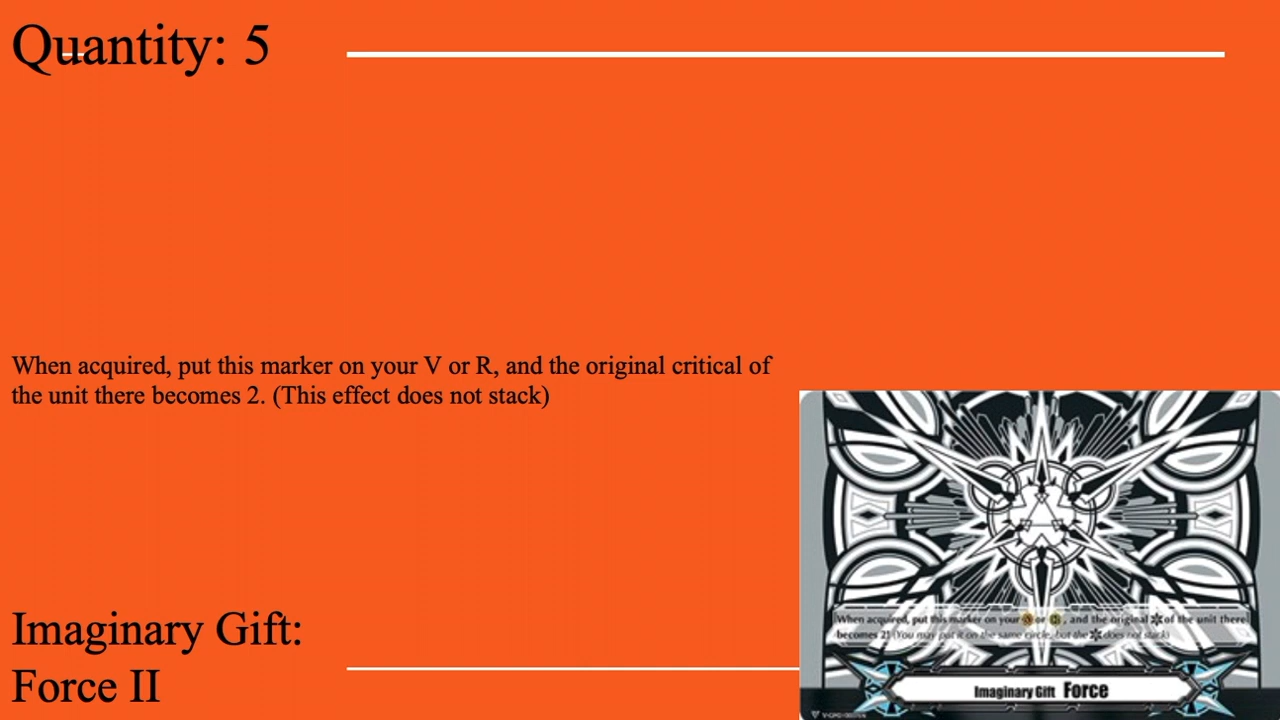 Quantity: 5
When acquired, put this marker on your V or R, and the original critical of
the unit there becomes 2. (This effect does not stack)
When acquired, put this marker on your or , and the original of the unit there
becomes 2! (You may put it on the same circle, but the does not stack)
Imaginary Gift:
Force II
Imaginary Gift Force